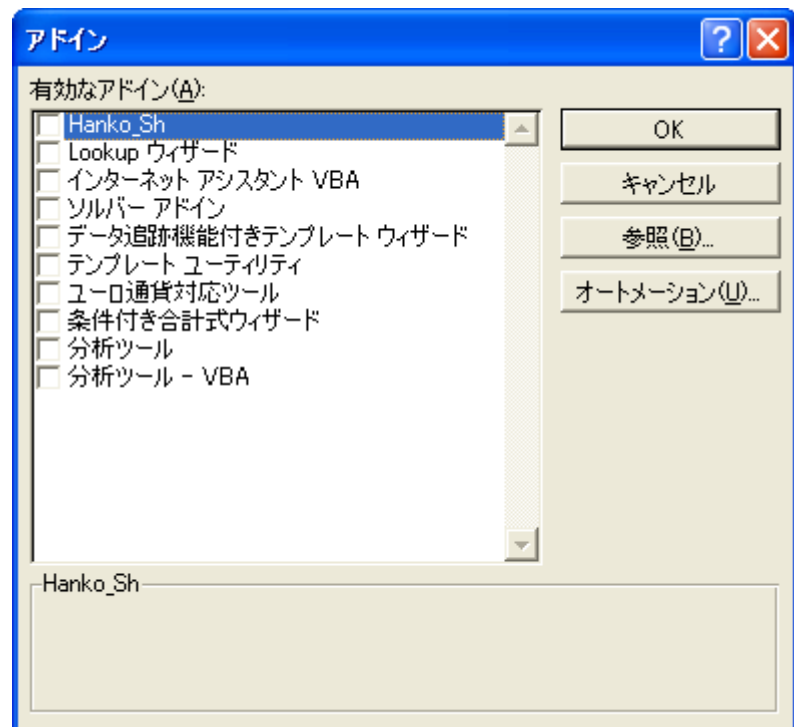 アドイン
有効なアドイン(A):
Hanko_Sh
Lookup ウィザード
インターネット アシスタント VBA
ソルバー アドイン
データ追跡機能付きテンプレート ウィザード
テンプレート ユーティリティ
ユーロ通貨対応ツール
条件付き合計式ウィザード
分析ツール
分析ツール - VBA
OK
キャンセル
参照(B)...
オートメーション(U)...
Hanko_Sh